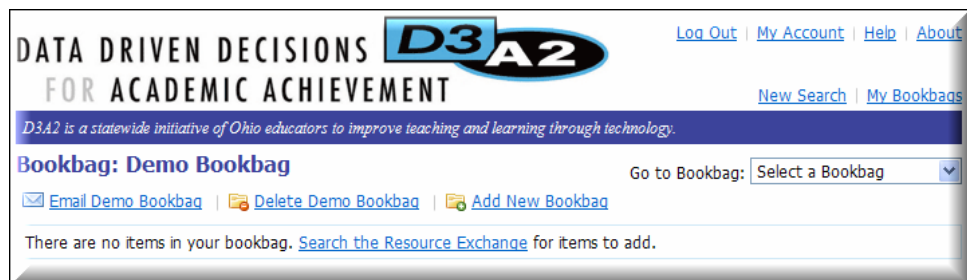 DATA DRIVEN DECISIONS D3A2
FOR ACADEMIC ACHIEVEMENT
Log Out | My Account | Help | About
New Search | My Bookbags
D3A2 is a statewide initiative of Ohio educators to improve teaching and learning through technology.
Bookbag: Demo Bookbag
Go to Bookbag: Select a Bookbag
Email Demo Bookbag | Delete Demo Bookbag | Add New Bookbag
There are no items in your bookbag. Search the Resource Exchange for items to add.